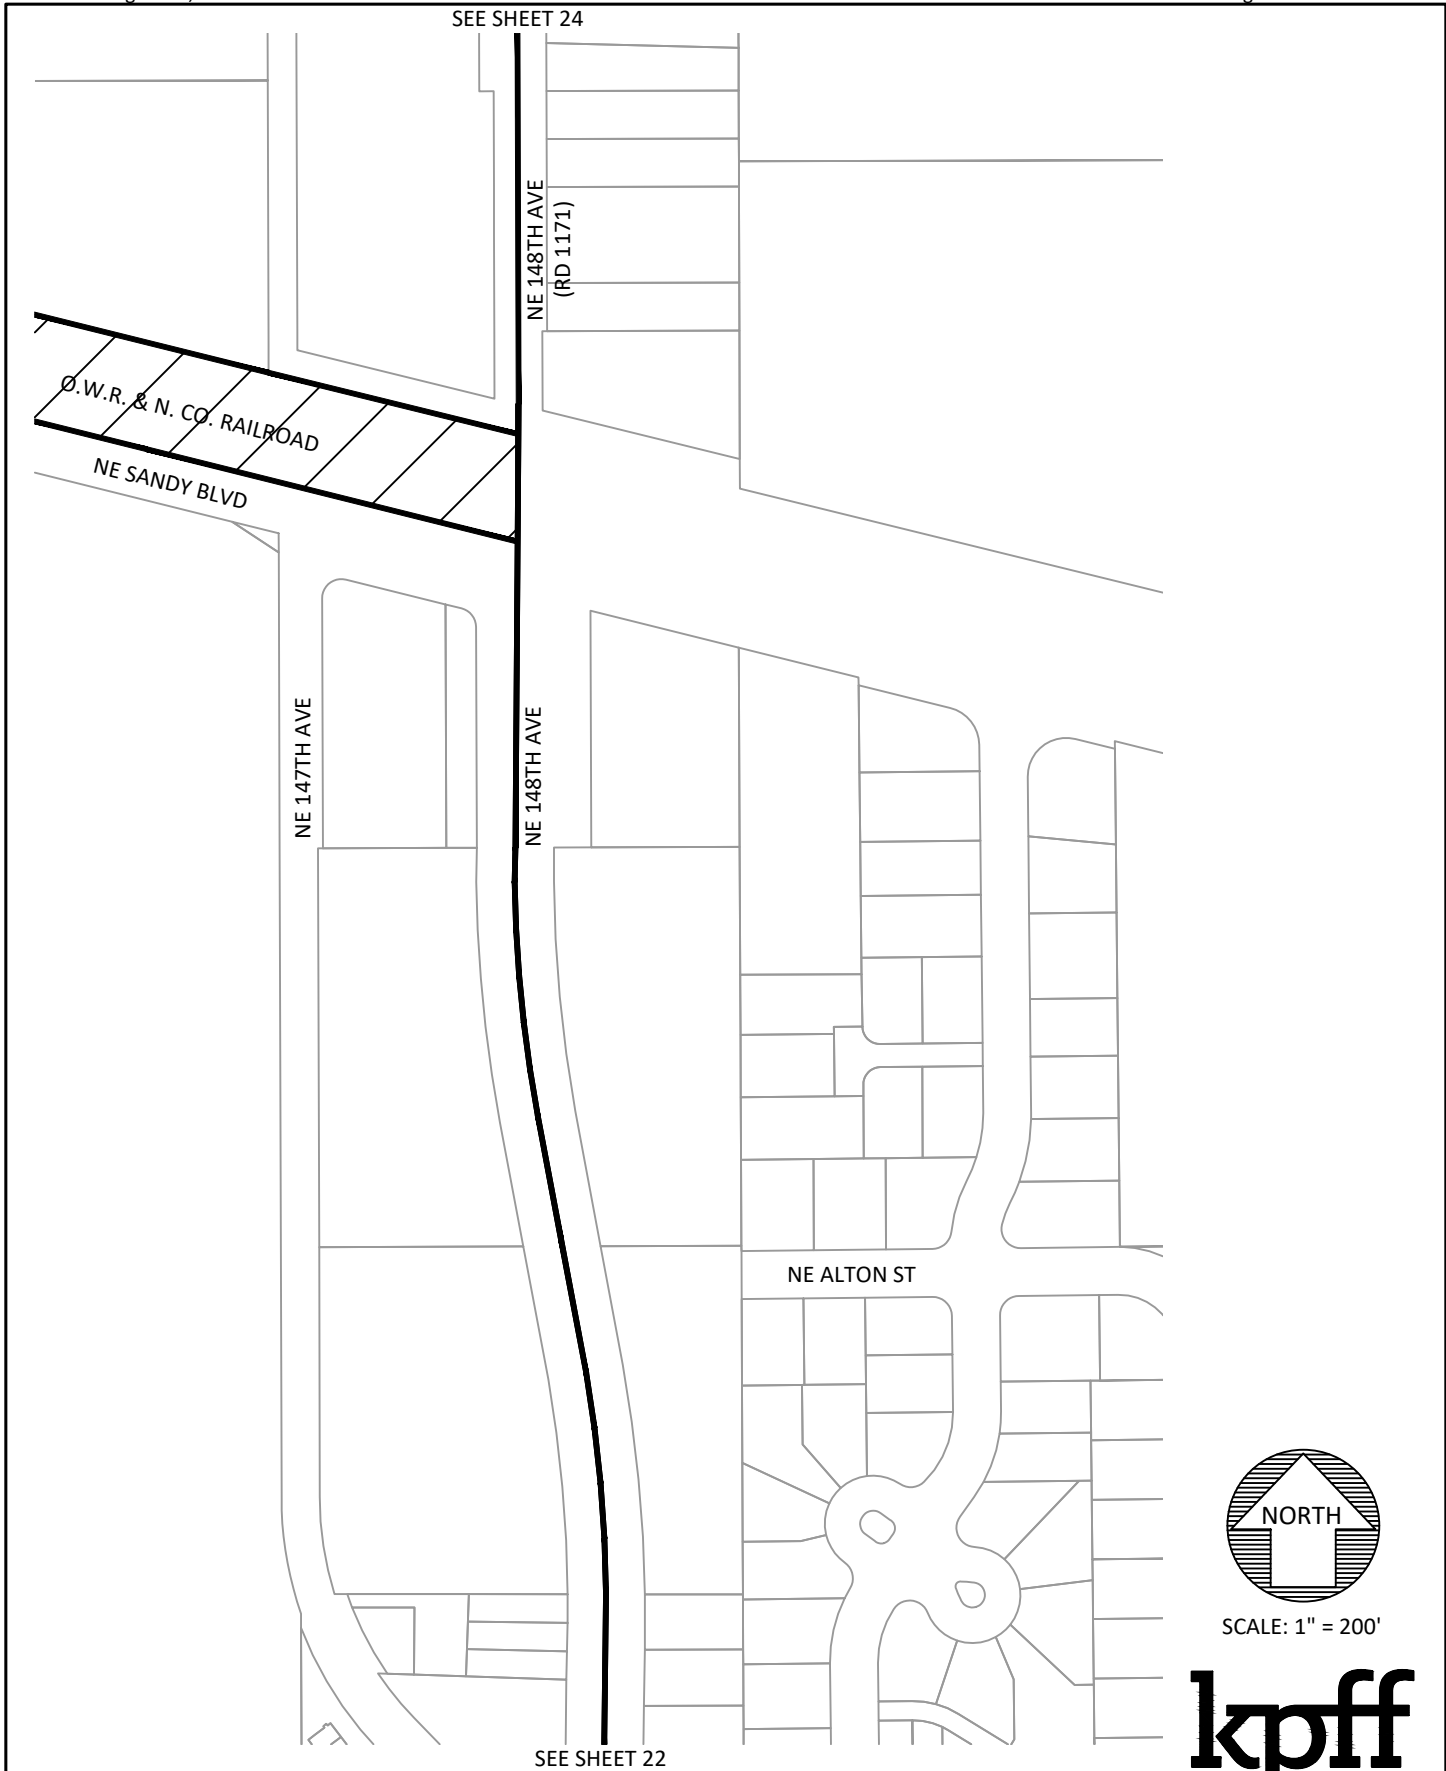 SEE SHEET 24
NE 148TH AVE
(RD 1171)
O.W.R. & N. CO. RAILROAD
NE SANDY BLVD
NE 147TH AVE
NE 148TH AVE
NE ALTON ST
NORTH
SCALE: 1" = 200'
kpff
SEE SHEET 22